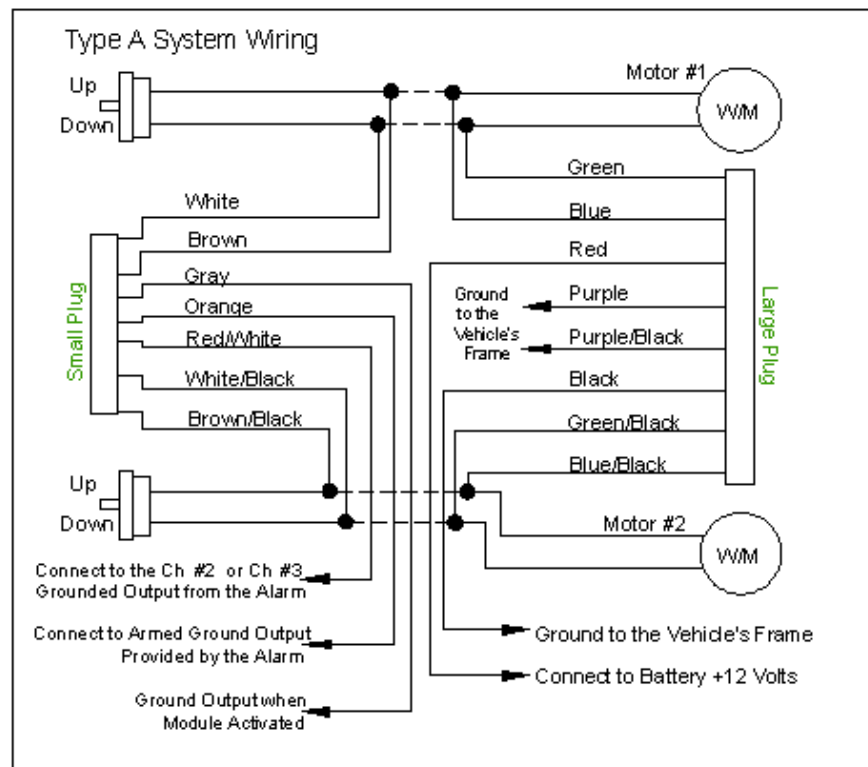 Type A System Wiring
Up
Down
Motor #1
W/M
White
Brown
Gray
Orange
Red/White
White/Black
Brown/Black
Small Plug
Green
Blue
Red
Purple
Purple/Black
Black
Green/Black
Blue/Black
Large Plug
Ground
to the
Vehicle's
Frame
Up
Down
Motor #2
W/M
Connect to the Ch #2 or Ch #3
Grounded Output from the Alarm
Connect to Armed Ground Output
Provided by the Alarm
Ground Output when
Module Activated
Ground to the Vehicle's Frame
Connect to Battery +12 Volts